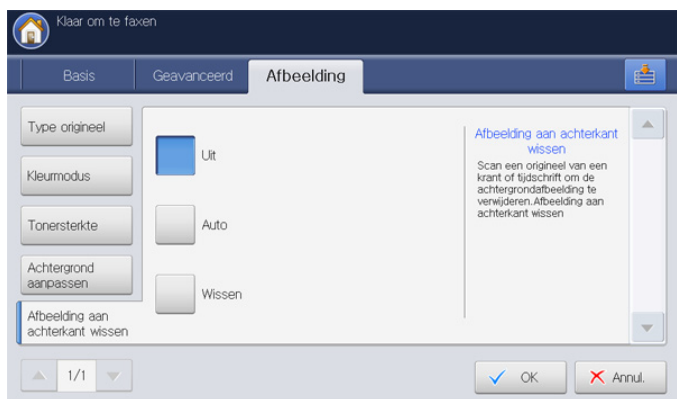 Klaar om te faxen
Basis
Geavanceerd
Afbeelding
Type origineel
Kleurmodus
Tonersterkte
Achtergrond
aanpassen
Afbeelding aan
achterkant wissen
Uit
Auto
Wissen
Afbeelding aan achterkant
wissen
Scan een origineel van een
krant of tijdschrift om de
achtergrondafbeelding te
verwijderen.Afbeelding aan
achterkant wissen
1/1
OK
Annul.